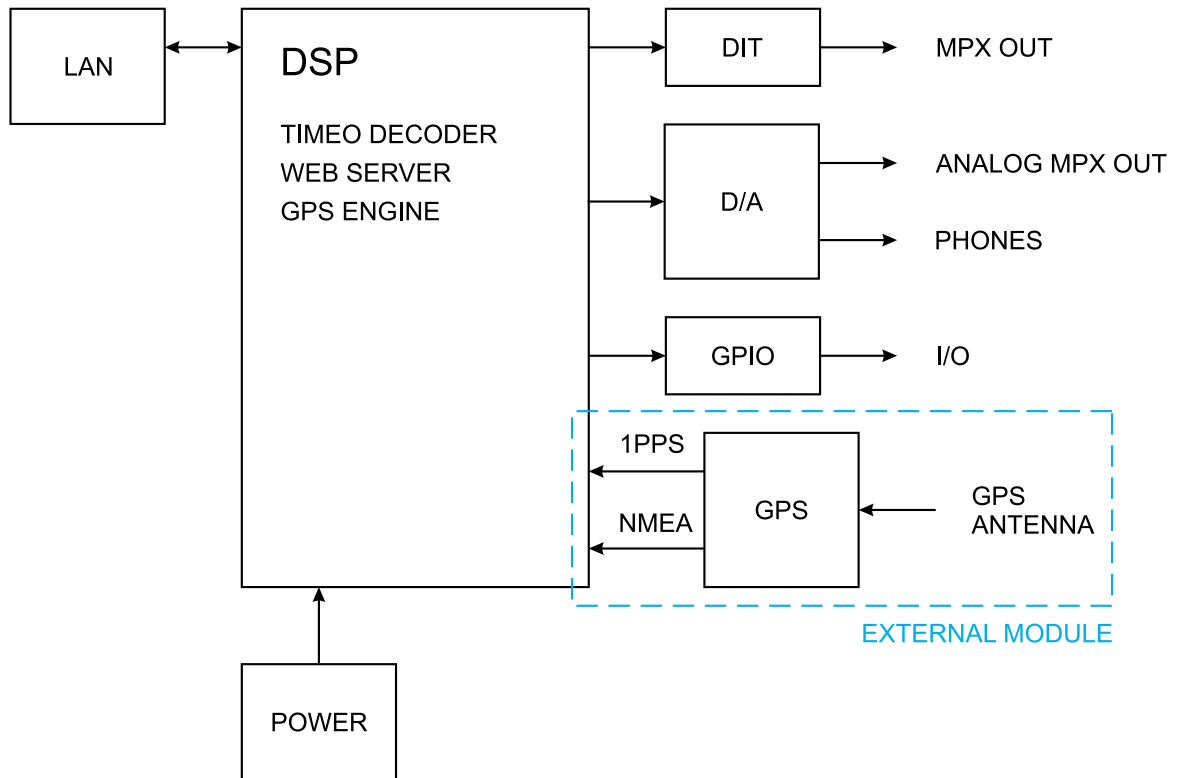 LAN
DSP
TIMEO DECODER
WEB SERVER
GPS ENGINE
DIT
MPX OUT
D/A
ANALOG MPX OUT
PHONES
GPIO
I/O
1PPS
NMEA
GPS
GPS
ANTENNA
EXTERNAL MODULE
POWER